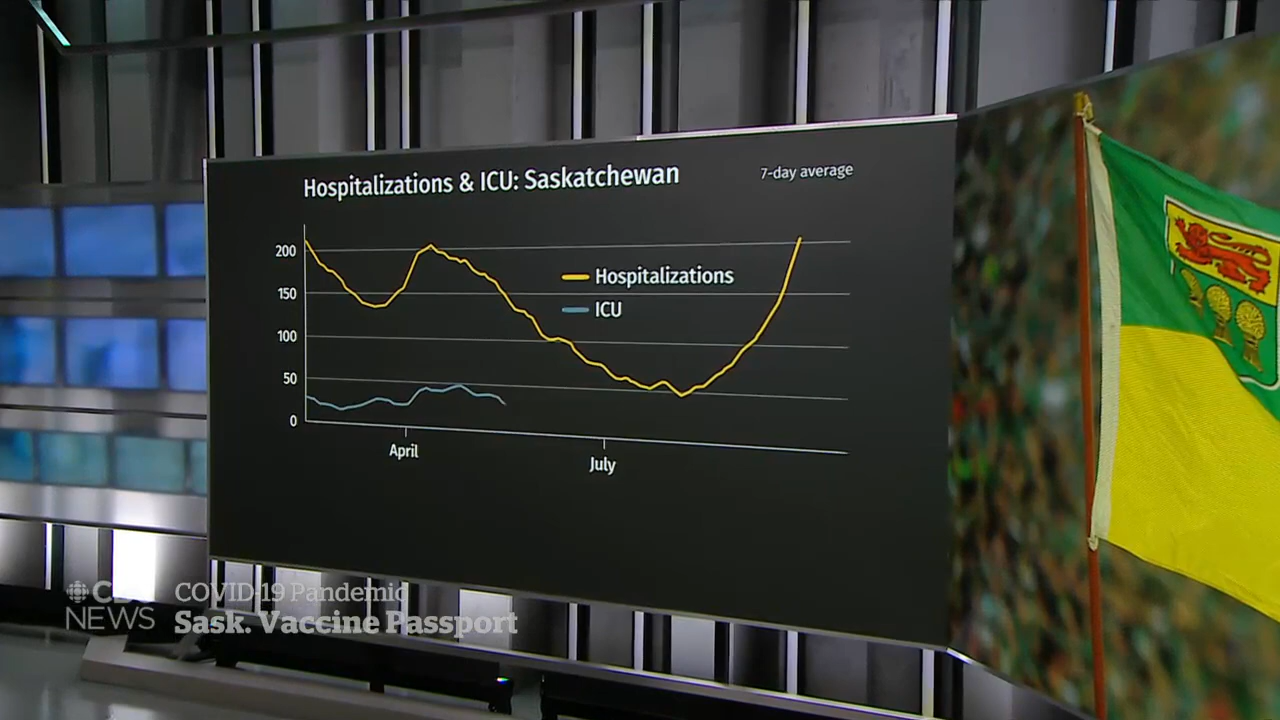 Hospitalizations & ICU: Saskatchewan
7-day average
200
150
100
50
0
Hospitalizations
ICU
April
July
CBC
NEWS
COVID-19 Pandemic
Sask. Vaccine Passport